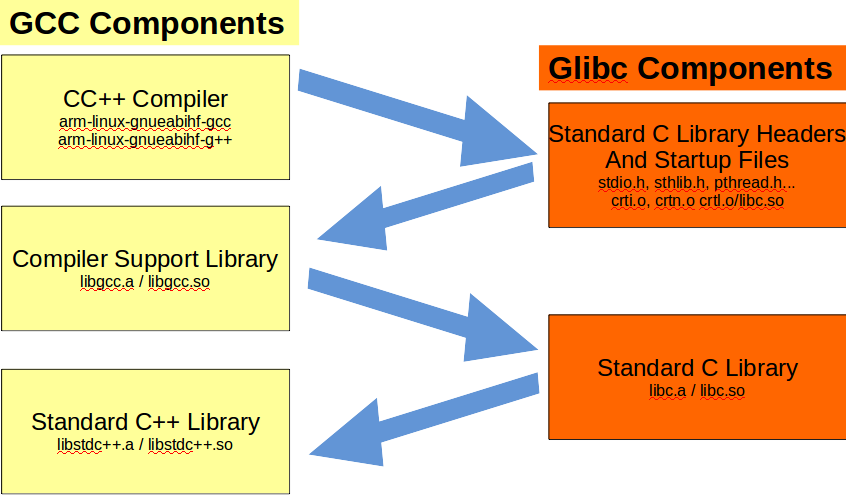 GCC Components
CC++ Compiler
arm-linux-gnueabihf-gcc
arm-linux-gnueabihf-g++
Compiler Support Library
libgcc.a / libgcc.so
Standard C++ Library
libstdc++.a / libstdc++.so
Glibc Components
Standard C Library Headers
And Startup Files
stdio.h, sthlib.h, pthread.h...
crti.o, crtn.o crtl.o/libc.so
Standard C Library
libc.a / libc.so